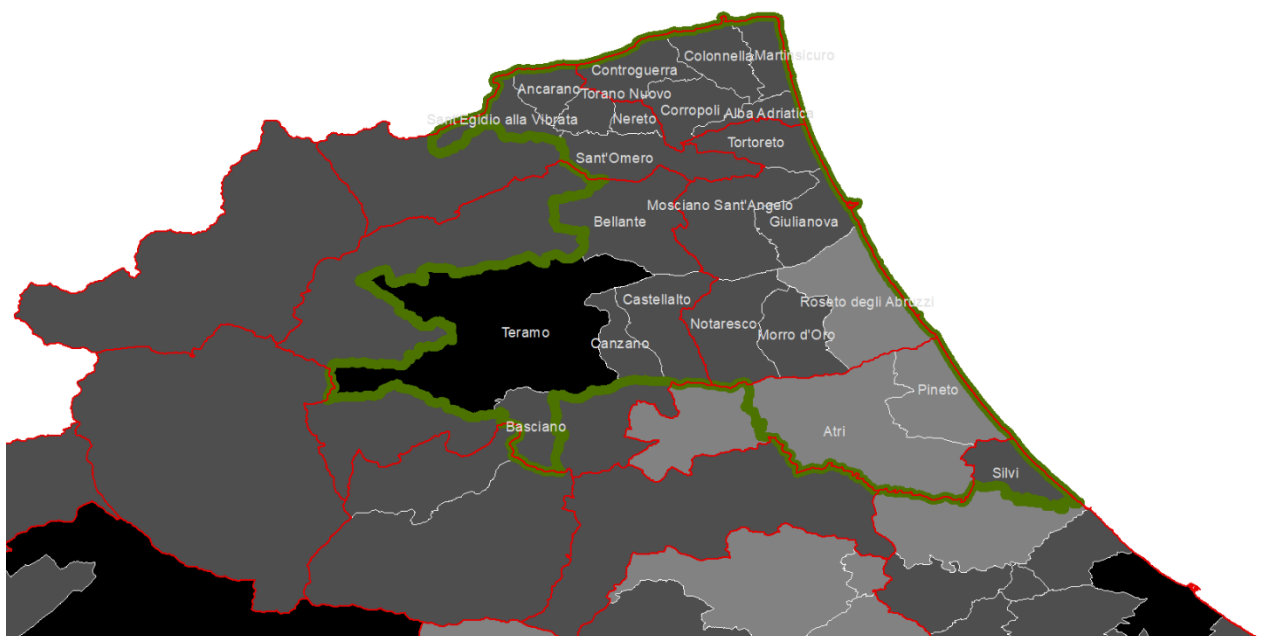 Colonnella
Martinsicuro
Controguerra
Ancarano
Torano Nuovo
Corropoli
Alba Adriatica
Sant'Egidio alla Vibrata
Nereto
Tortoreto
Sant'Omero
Mosciano Sant'Angelo
Bellante
Giulianova
Castellalto
Roseto degli Abruzzi
Notaresco
Teramo
Morro d'Oro
Canzano
Pineto
Basciano
Atri
Silvi